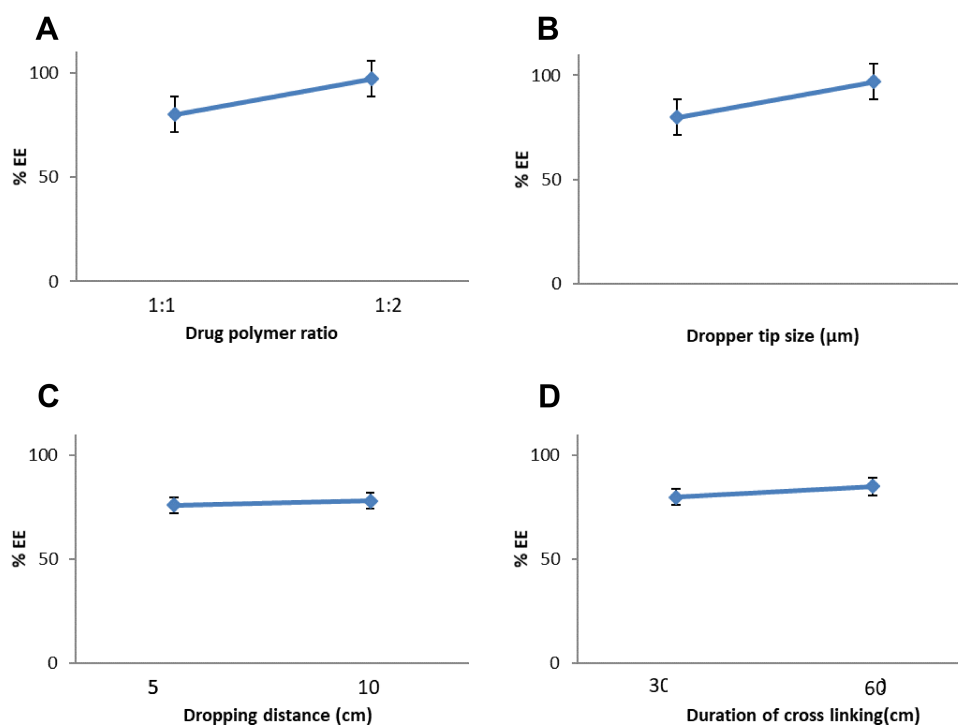 A
100
50
0
% EE
1:1 1:2
Drug polymer ratio
B
100
50
0
% EE
Dropper tip size (µm)
C
100
50
0
% EE
5 10
Dropping distance (cm)
D
100
50
0
% EE
30 60
Duration of cross linking(cm)